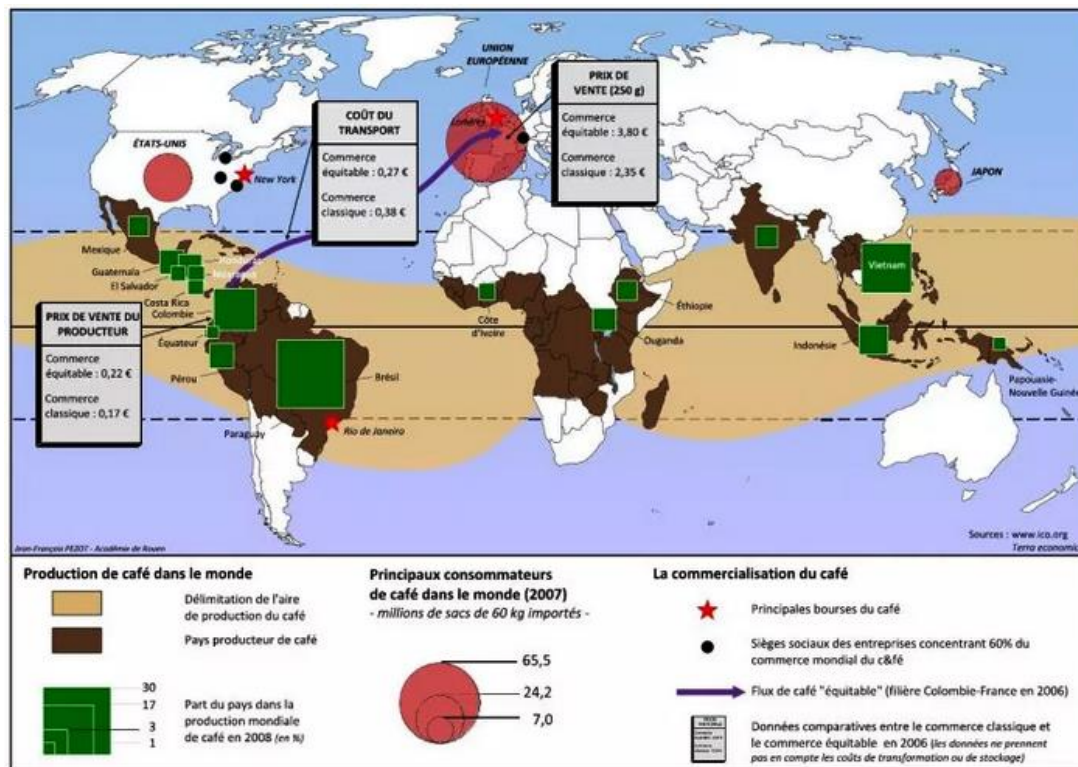 UNION
EUROPÉENNE
PRIX DE
VENTE (250 g)
Commerce
équitable : 3,80 €
Commerce
classique : 2,35 €
COÛT DU
TRANSPORT
Commerce
équitable : 0,27 €
Commerce
classique : 0,38 €
Londres
ÉTATS-UNIS
New York
JAPON
Mexique
Honduras
Guatemala
Nicaragua
El Salvador
Costa Rica
Colombie
PRIX DE VENTE DU
PRODUCTEUR
Commerce
équitable : 0,22 €
Commerce
classique : 0,17 €
Équateur
Pérou
Brésil
Paraguay
Rio de Janeiro
Côte
d'Ivoire
Éthiopie
Ouganda
Vietnam
Indonésie
Papouasie-
Nouvelle Guinée
Jean-François PEZOT - Académie de Rouen
Sources : www.ico.org
Terra economic
Production de café dans le monde
Délimitation de l'aire
de production du café
Pays producteur de café
30
17
3
1
Part du pays dans la
production mondiale
de café en 2008 (en %)
Principaux consommateurs
de café dans le monde (2007)
- millions de sacs de 60 kg importés -
65,5
24,2
7,0
La commercialisation du café
Principales bourses du café
Sièges sociaux des entreprises concentrant 60% du
commerce mondial du c&fé
Flux de café "équitable" (filière Colombie-France en 2006)
Données comparatives entre le commerce classique et
le commerce équitable en 2006 (les données ne prennent
pas en compte les coûts de transformation ou de stockage)